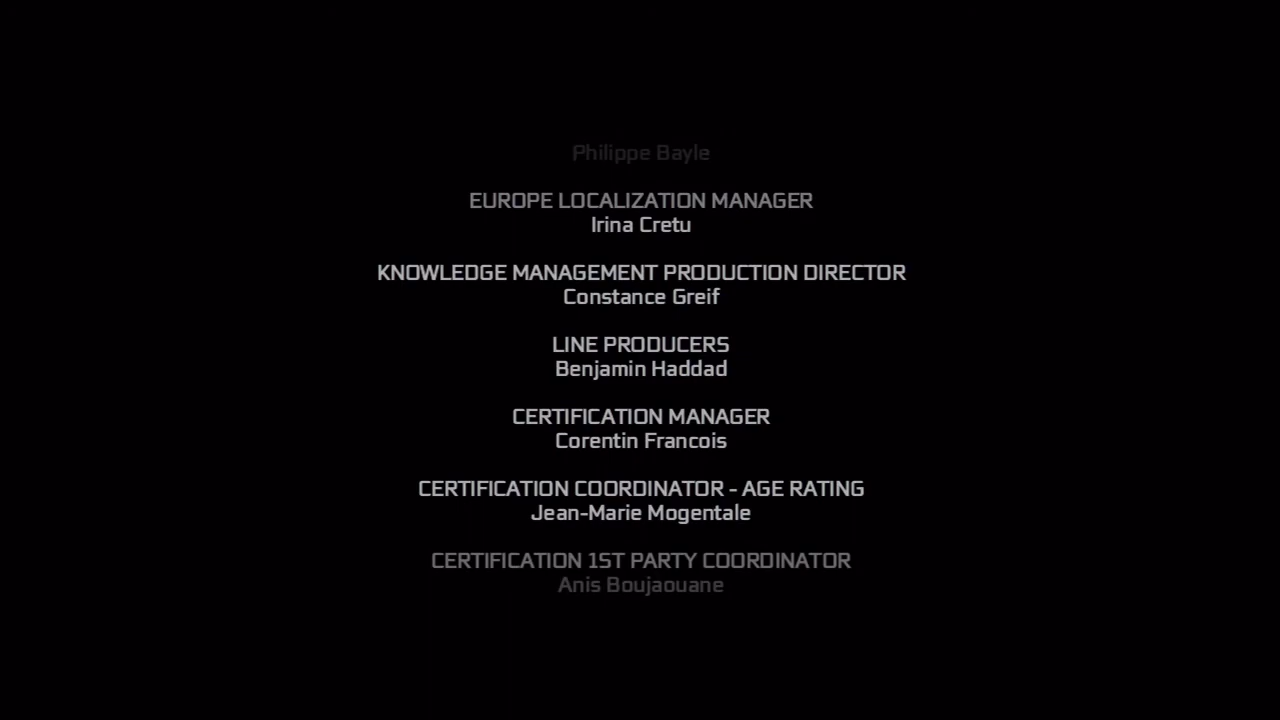 Philippe Bayle
EUROPE LOCALIZATION MANAGER
Irina Cretu
KNOWLEDGE MANAGEMENT PRODUCTION DIRECTOR
Constance Greif
LINE PRODUCERS
Benjamin Haddad
CERTIFICATION MANAGER
Corentin Francois
CERTIFICATION COORDINATOR - AGE RATING
Jean-Marie Mogentale
CERTIFICATION 1ST PARTY COORDINATOR
Anis Boujaouane